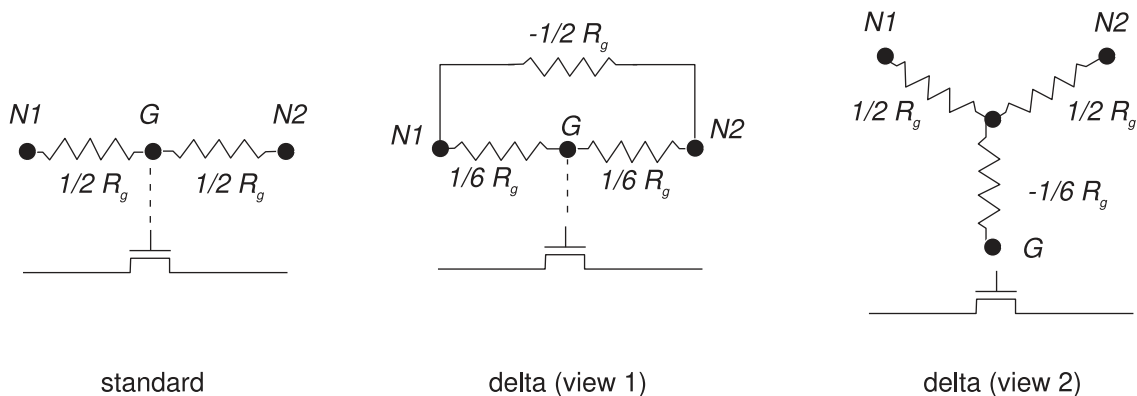 -1/2 R_g
N1 N2
N1 G N2
1/2 R_g 1/2 R_g
N1 G N2
1/6 R_g 1/6 R_g
1/2 R_g 1/2 R_g
-1/6 R_g
G
standard
delta (view 1)
delta (view 2)